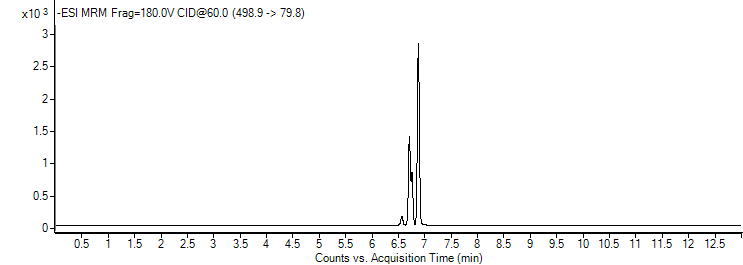 x10 3 -ESI MRM Frag=180.0V CID@60.0 (498.9 -> 79.8)
3
2.5
2
1.5
1
0.5
0
0.5 1 1.5 2 2.5 3 3.5 4 4.5 5 5.5 6 6.5 7 7.5 8 8.5 9 9.5 10 10.5 11 11.5 12 12.5
Counts vs. Acquisition Time (min)